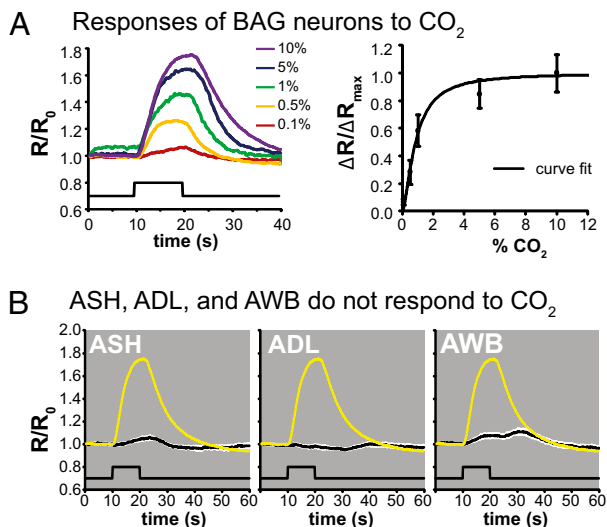 A Responses of BAG neurons to CO2
R/R0
1.8
1.6
1.4
1.2
1.0
0.8
0.6
0 10 20 30 40
time (s)
10%
5%
1%
0.5%
0.1%
ΔR/ΔRmax
1.2
1.0
0.8
0.6
0.4
0.2
0.0
0 2 4 6 8 10 12
% CO2
curve fit
B ASH, ADL, and AWB do not respond to CO2
R/R0
2.0
1.8
1.6
1.4
1.2
1.0
0.8
0.6
ASH
0 10 20 30 40 50 60
time (s)
ADL
0 10 20 30 40 50 60
time (s)
AWB
0 10 20 30 40 50 60
time (s)